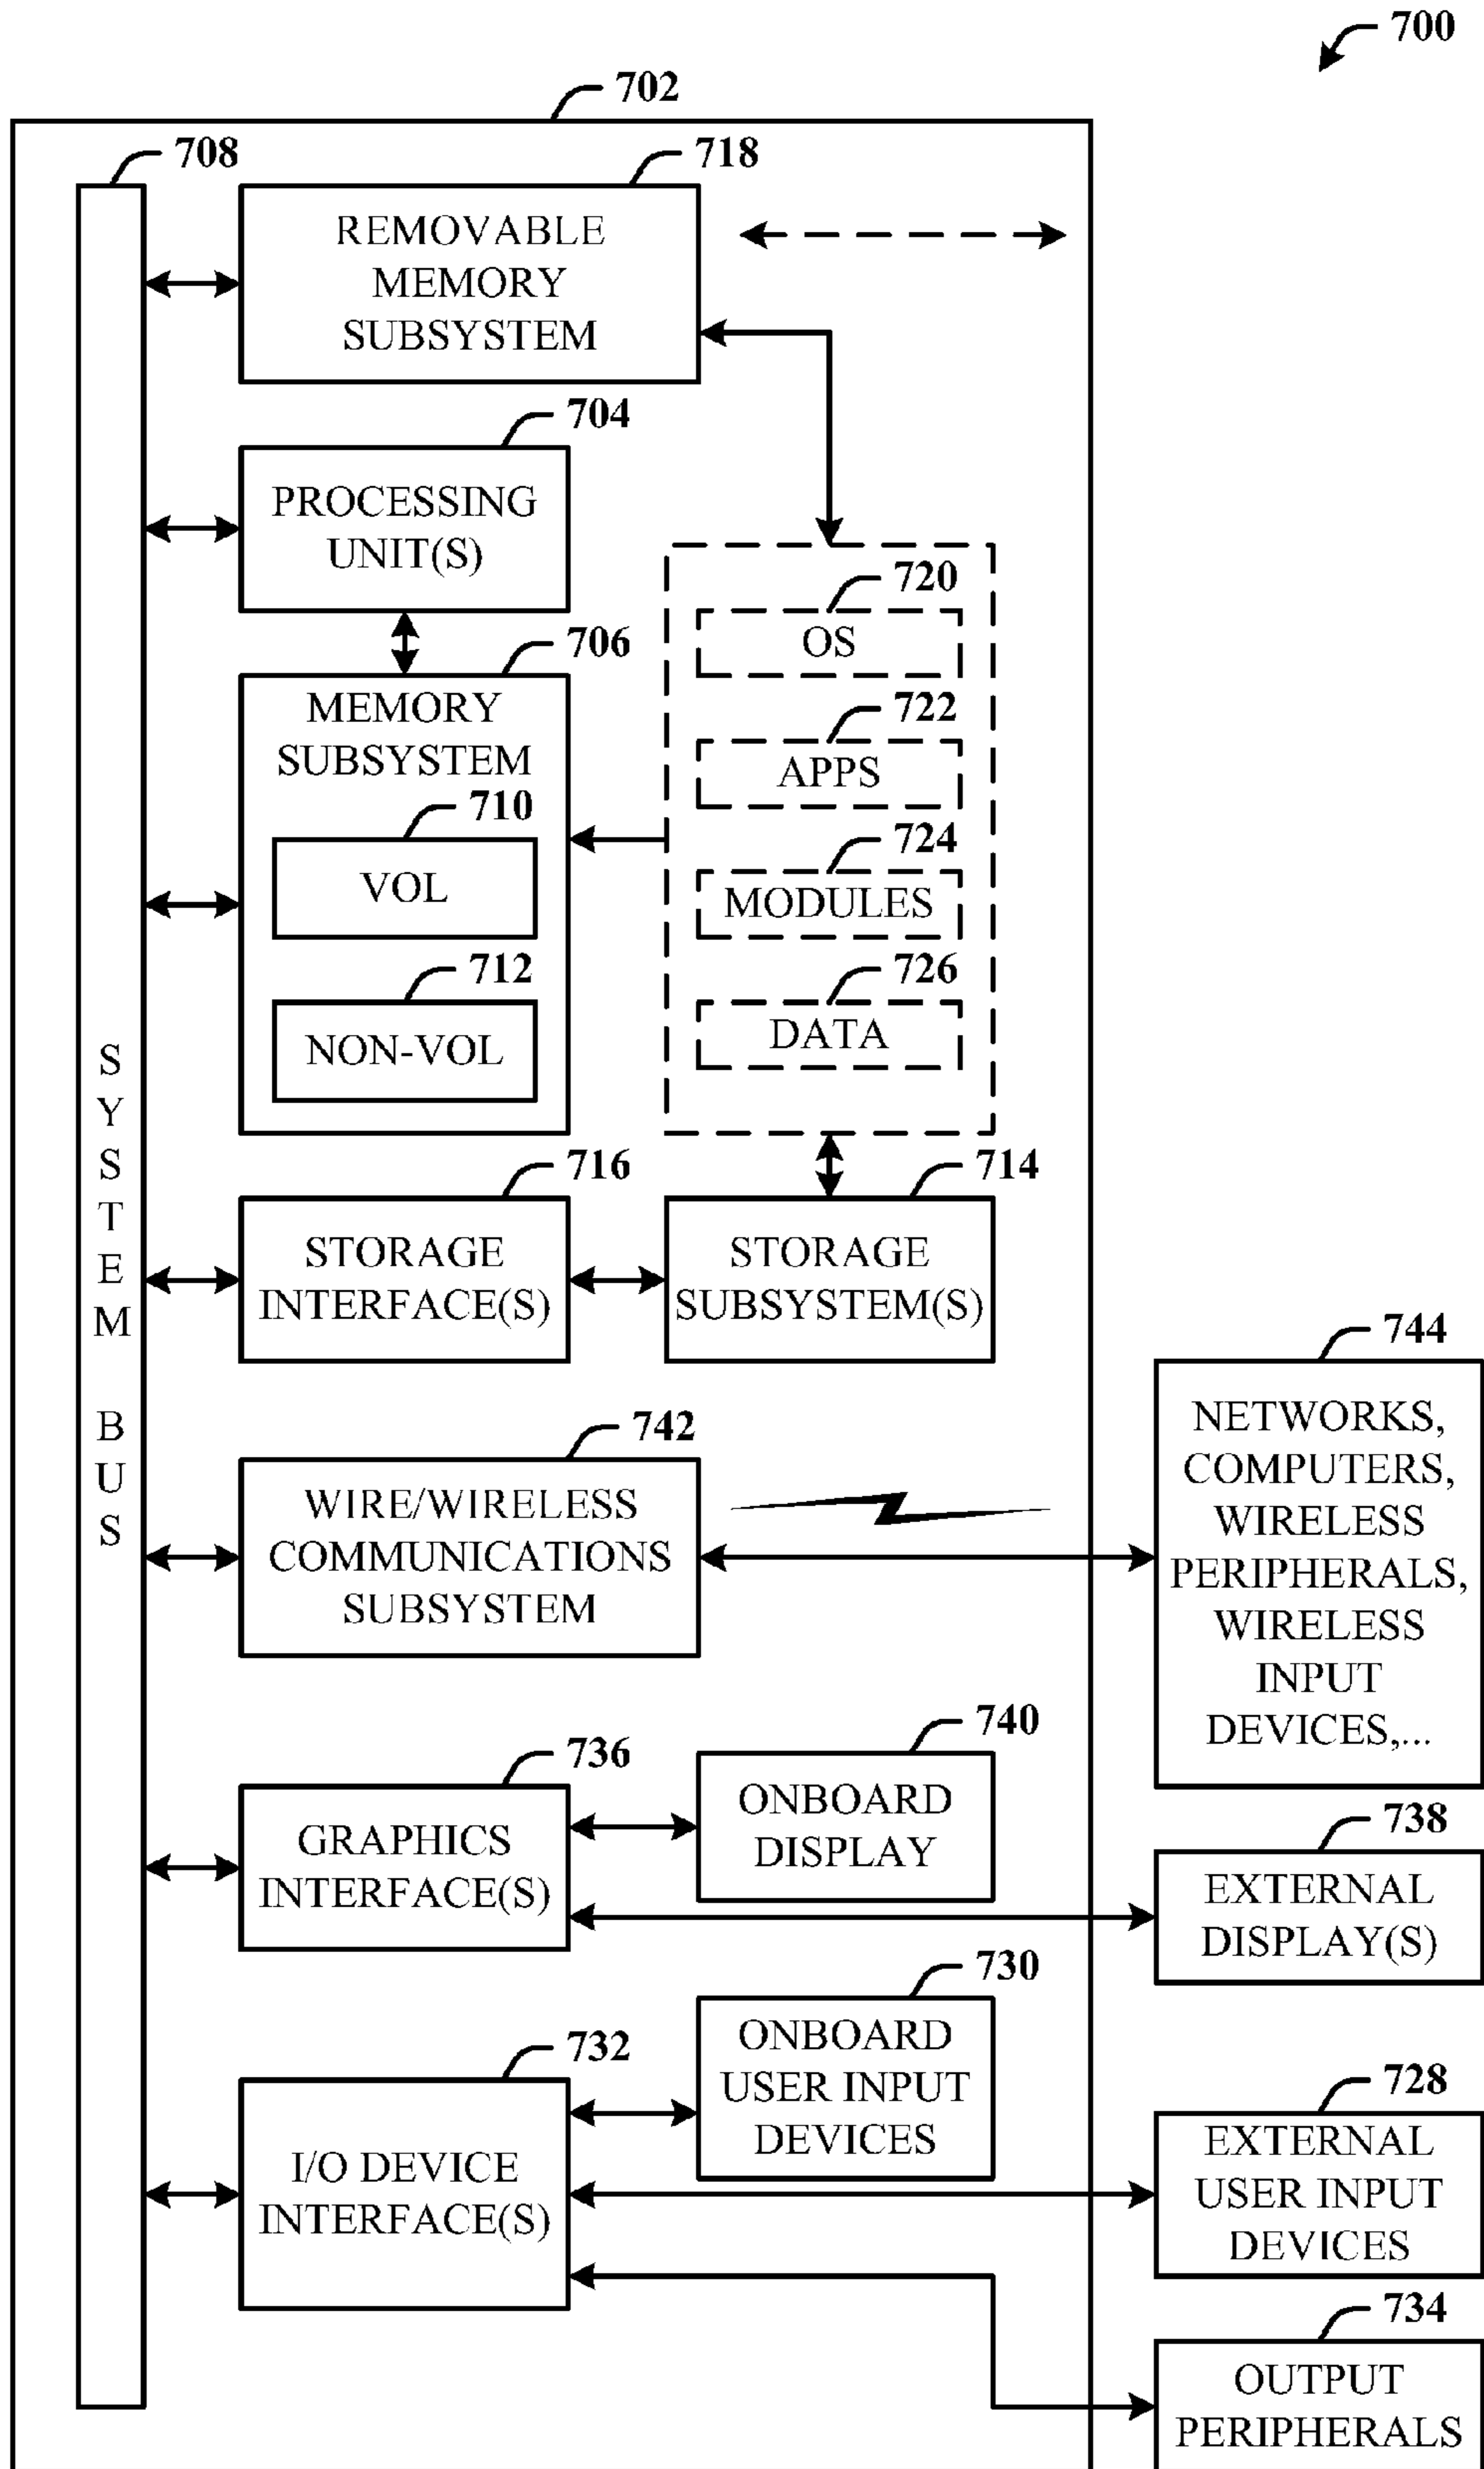 700
702
708
718
REMOVABLE
MEMORY
SUBSYSTEM
704
PROCESSING
UNIT(S)
706
MEMORY
SUBSYSTEM
710
VOL
712
NON-VOL
720
OS
722
APPS
724
MODULES
726
DATA
SYSTEM BUS
716
STORAGE
INTERFACE(S)
714
STORAGE
SUBSYSTEM(S)
742
WIRE/WIRELESS
COMMUNICATIONS
SUBSYSTEM
744
NETWORKS,
COMPUTERS,
WIRELESS
PERIPHERALS,
WIRELESS
INPUT
DEVICES,...
736
GRAPHICS
INTERFACE(S)
740
ONBOARD
DISPLAY
738
EXTERNAL
DISPLAY(S)
732
I/O DEVICE
INTERFACE(S)
730
ONBOARD
USER INPUT
DEVICES
728
EXTERNAL
USER INPUT
DEVICES
734
OUTPUT
PERIPHERALS